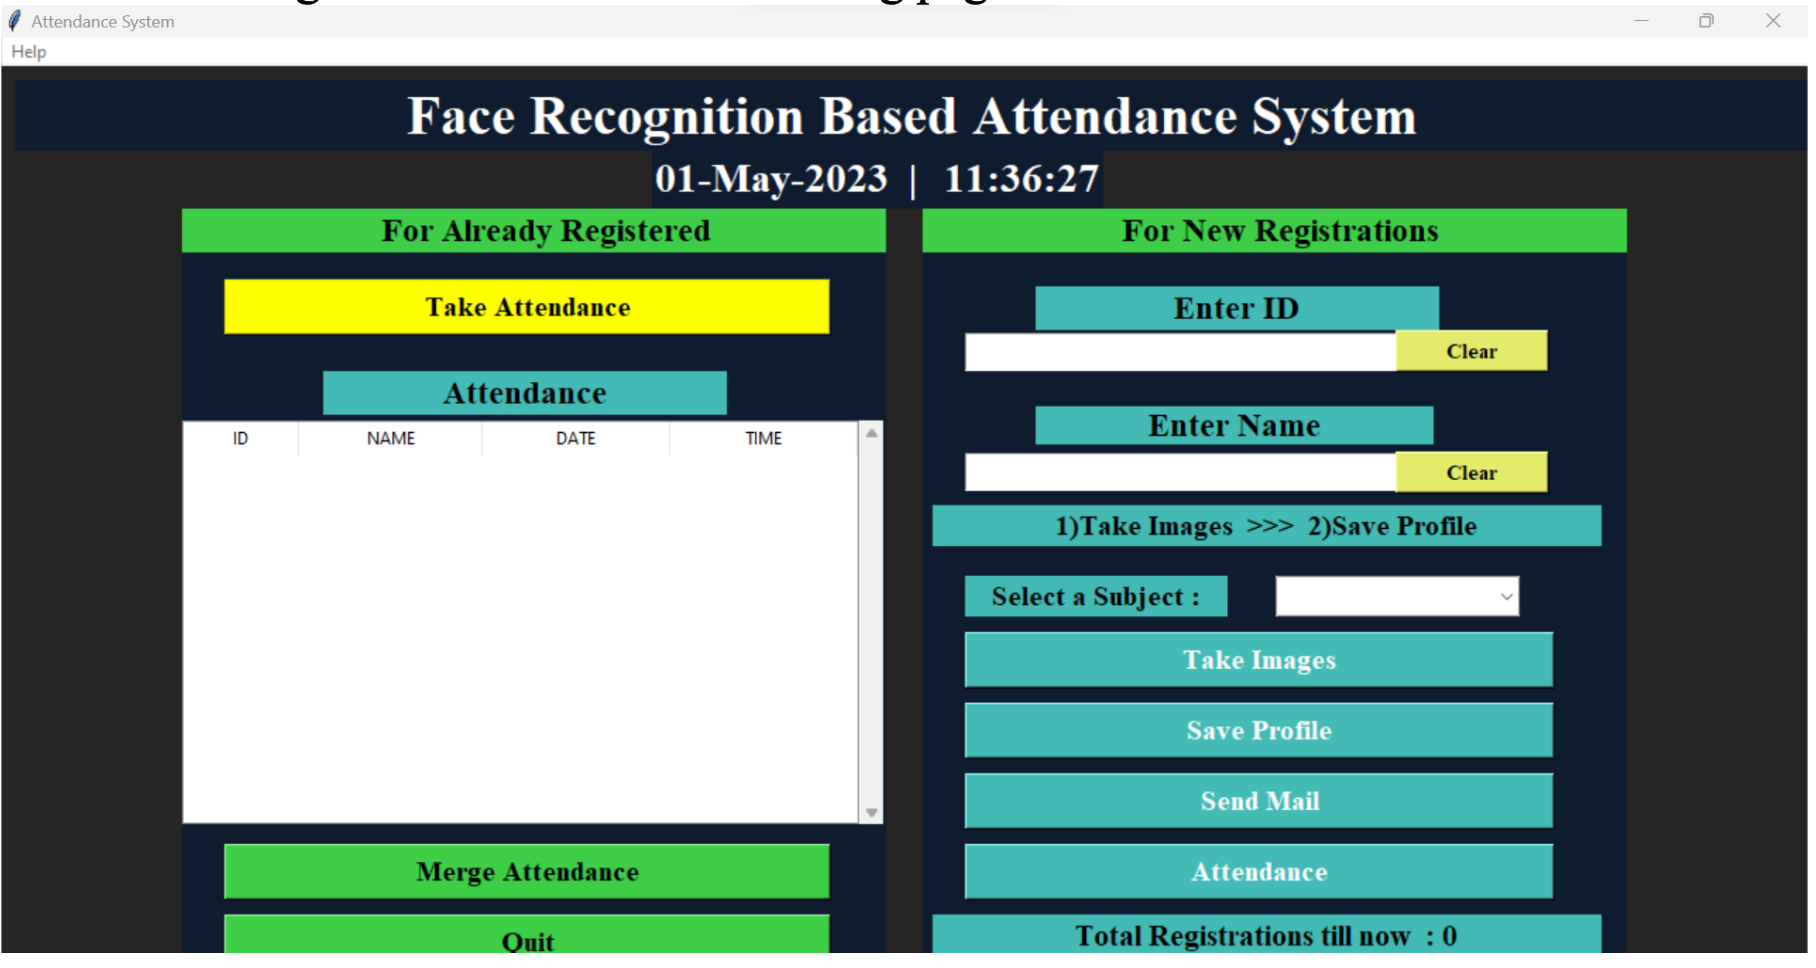 Attendance System
Help
Face Recognition Based Attendance System
01-May-2023 | 11:36:27
For Already Registered
Take Attendance
Attendance
ID NAME DATE TIME
Merge Attendance
Quit
For New Registrations
Enter ID
Clear
Enter Name
Clear
1)Take Images >>> 2)Save Profile
Select a Subject :
Take Images
Save Profile
Send Mail
Attendance
Total Registrations till now : 0